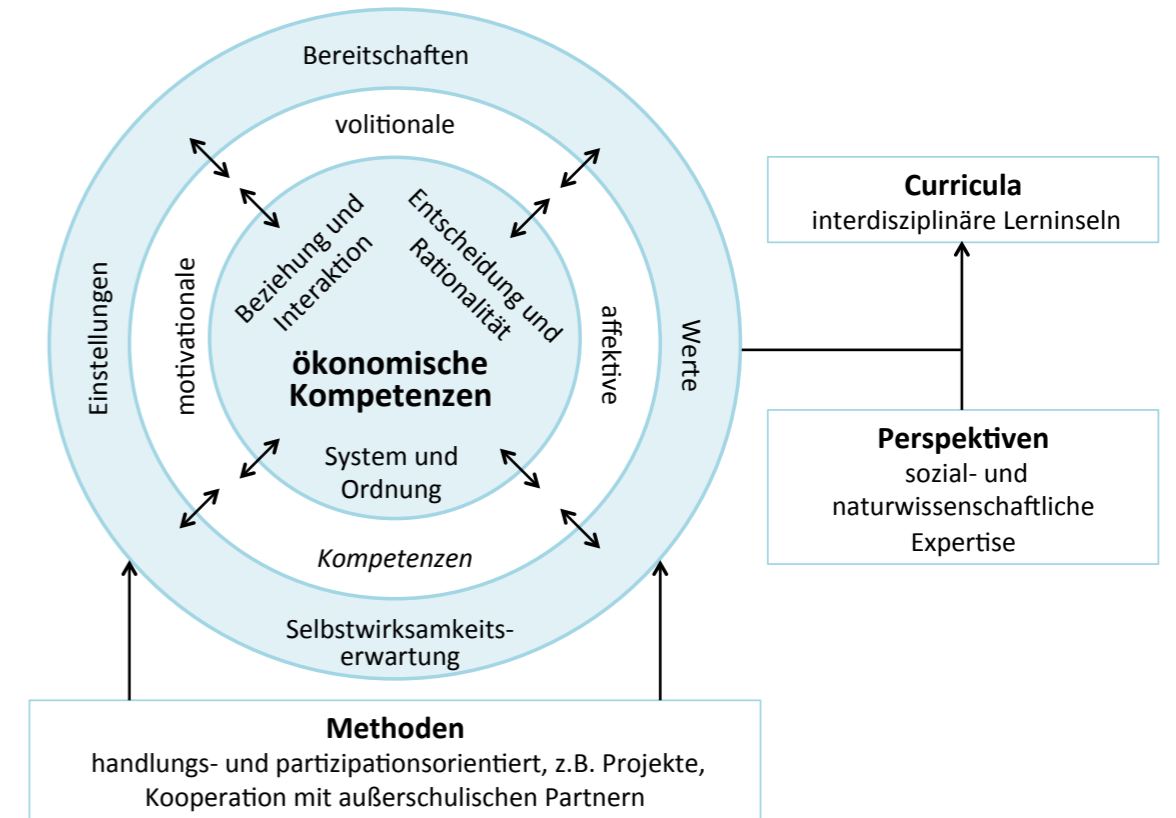 Bereitschaften
volitionale
Einstellungen
motivationale
Beziehung und
Interaktion
Entscheidung und
Rationalität
affektive
Werte
ökonomische
Kompetenzen
System und
Ordnung
Kompetenzen
Selbstwirksamkeits-
erwartung
Curricula
interdisziplinäre Lerninseln
Perspektiven
sozial- und
naturwissenschaftliche
Expertise
Methoden
handlungs- und partizipationsorientiert, z.B. Projekte,
Kooperation mit außerschulischen Partnern